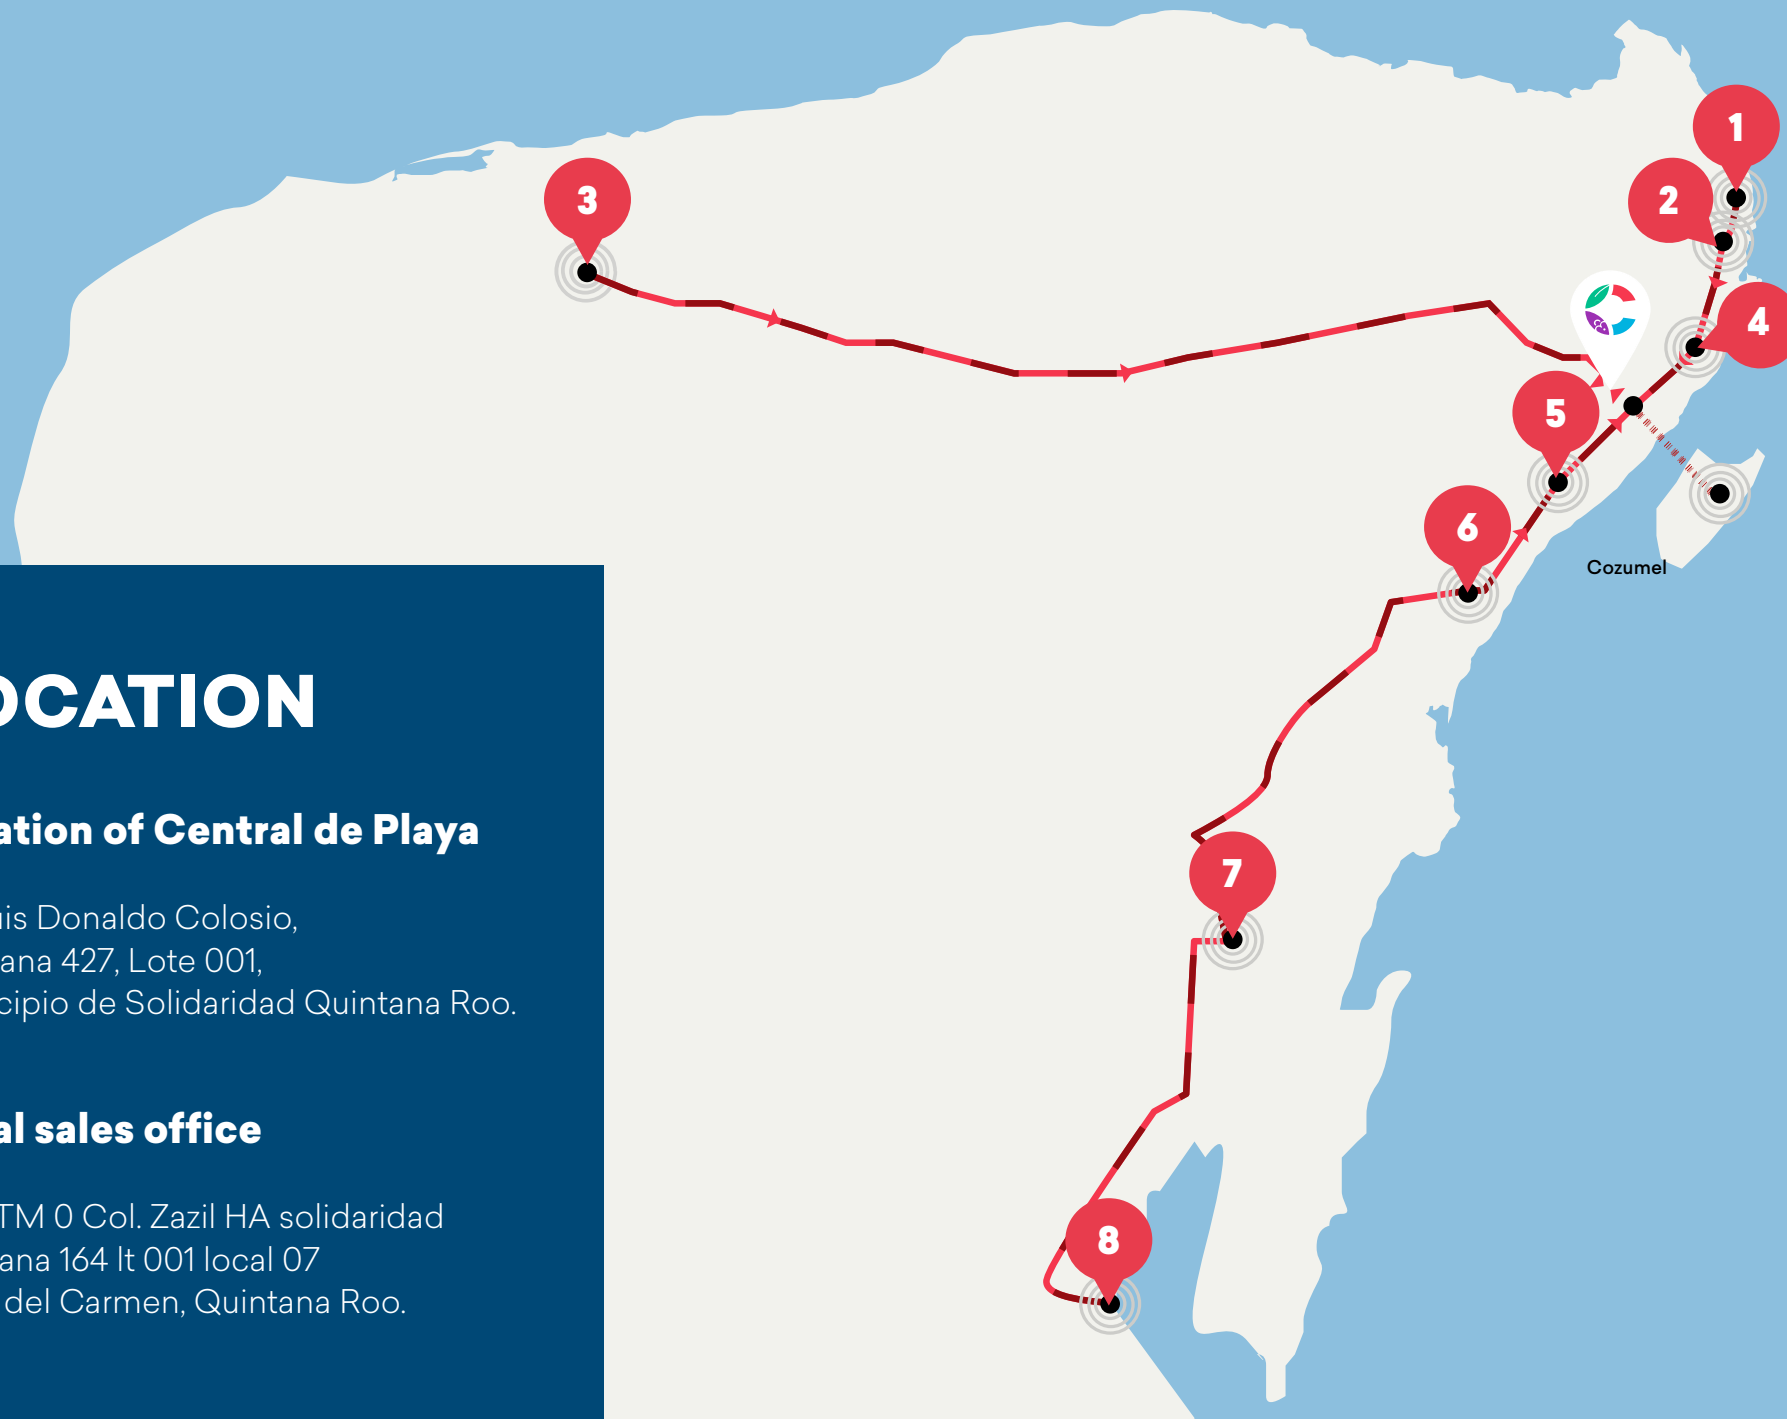 1
2
3
4
5
6
Cozumel
7
8
OCATION
ation of Central de Playa
uis Donaldo Colosio,
ana 427, Lote 001,
cipio de Solidaridad Quintana Roo.
al sales office
TM 0 Col. Zazil HA solidaridad
ana 164 lt 001 local 07
del Carmen, Quintana Roo.